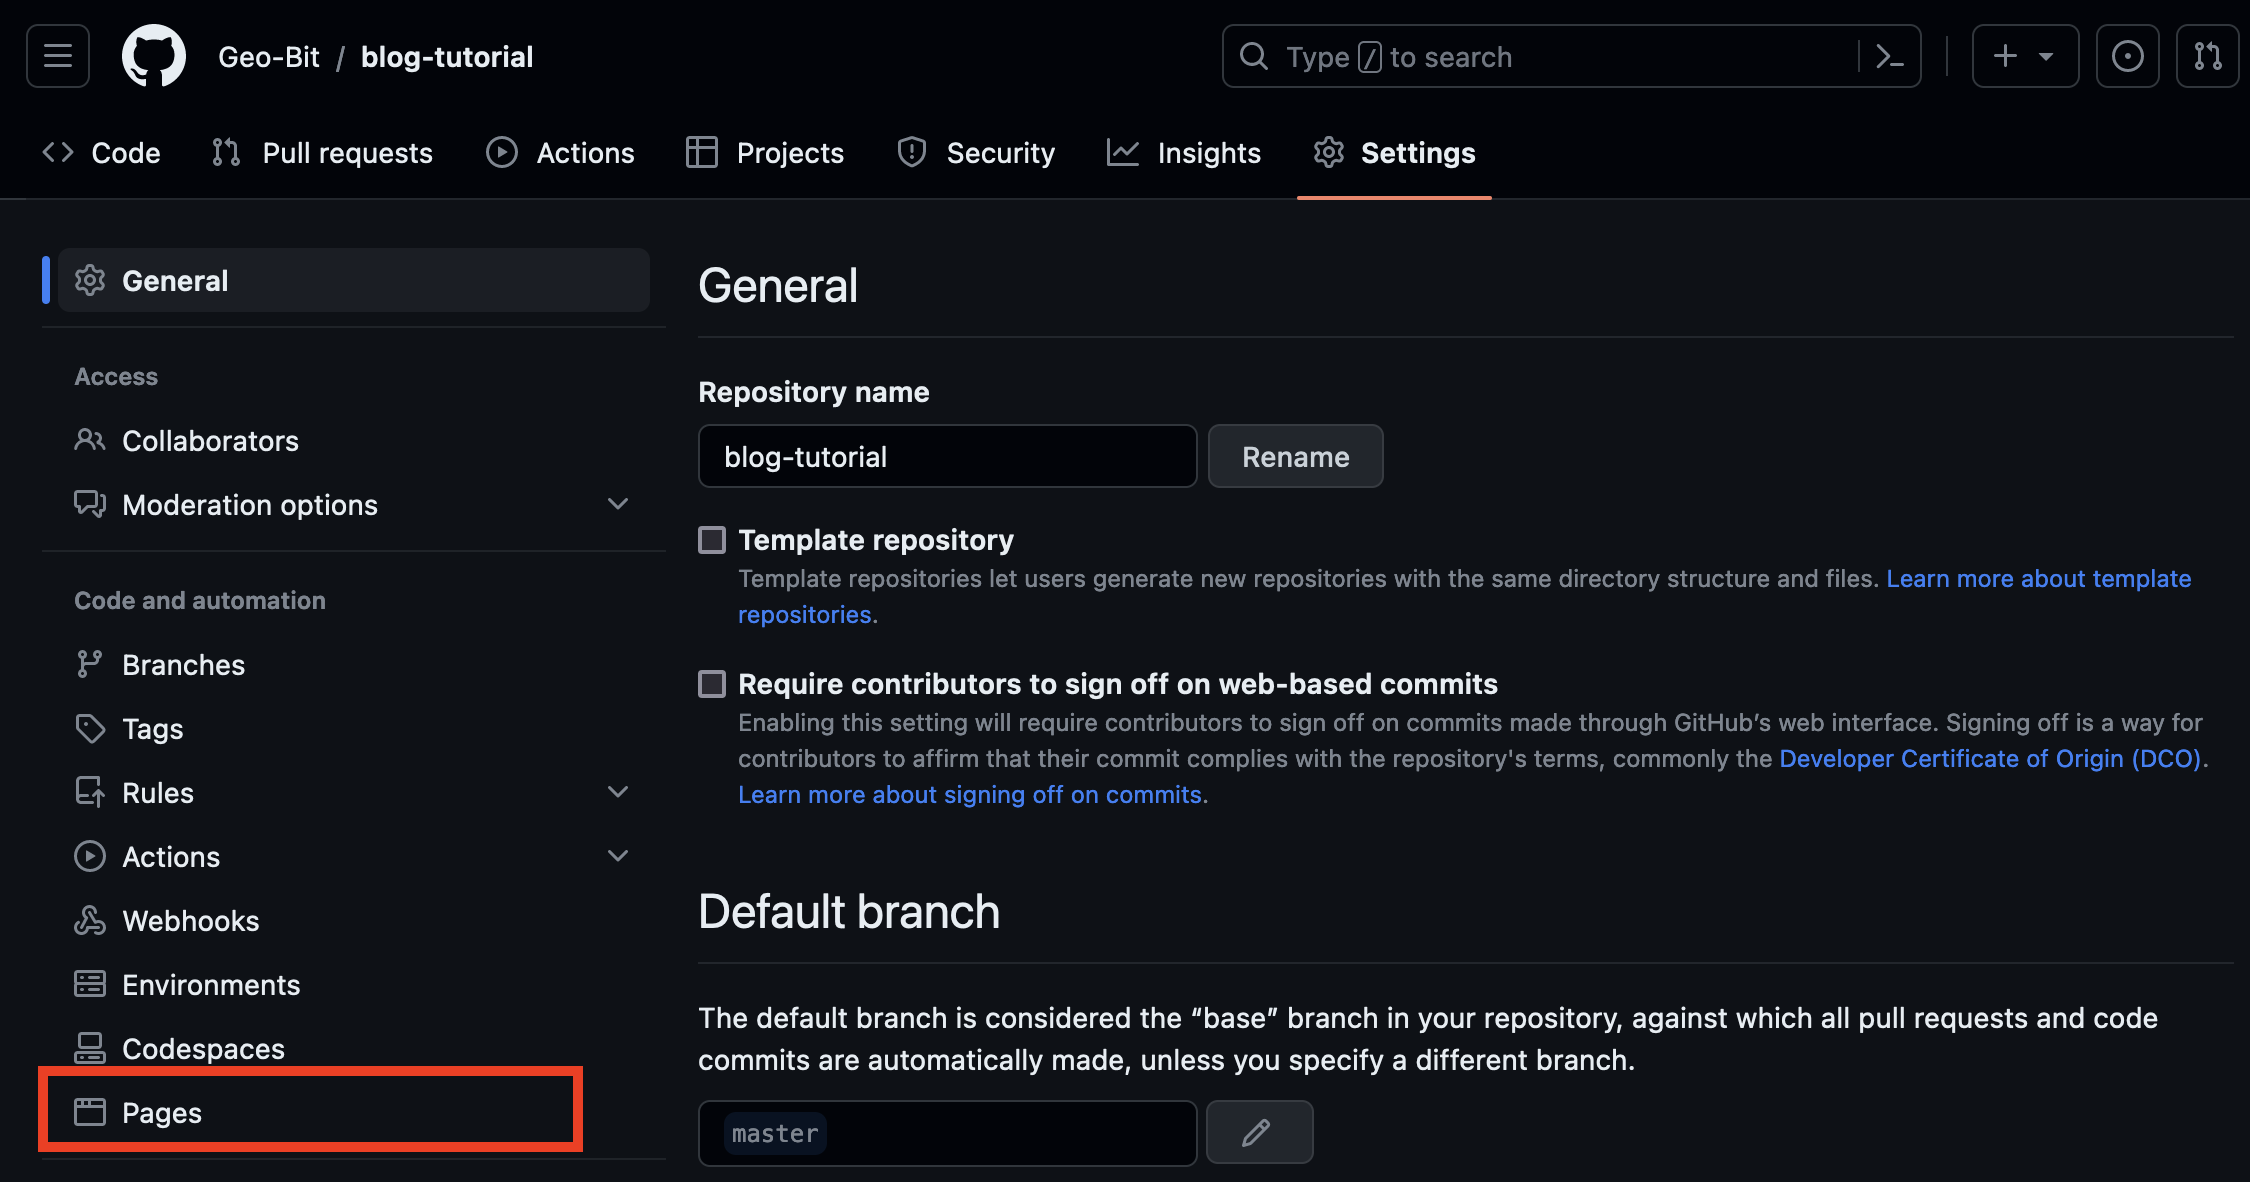 Geo-Bit / blog-tutorial
Type / to search
Code
Pull requests
Actions
Projects
Security
Insights
Settings
General
Access
Collaborators
Moderation options
Code and automation
Branches
Tags
Rules
Actions
Webhooks
Environments
Codespaces
Pages
General
Repository name
blog-tutorial
Rename
Template repository
Template repositories let users generate new repositories with the same directory structure and files. Learn more about template
repositories.
Require contributors to sign off on web-based commits
Enabling this setting will require contributors to sign off on commits made through GitHub’s web interface. Signing off is a way for
contributors to affirm that their commit complies with the repository's terms, commonly the Developer Certificate of Origin (DCO).
Learn more about signing off on commits.
Default branch
The default branch is considered the “base” branch in your repository, against which all pull requests and code
commits are automatically made, unless you specify a different branch.
master